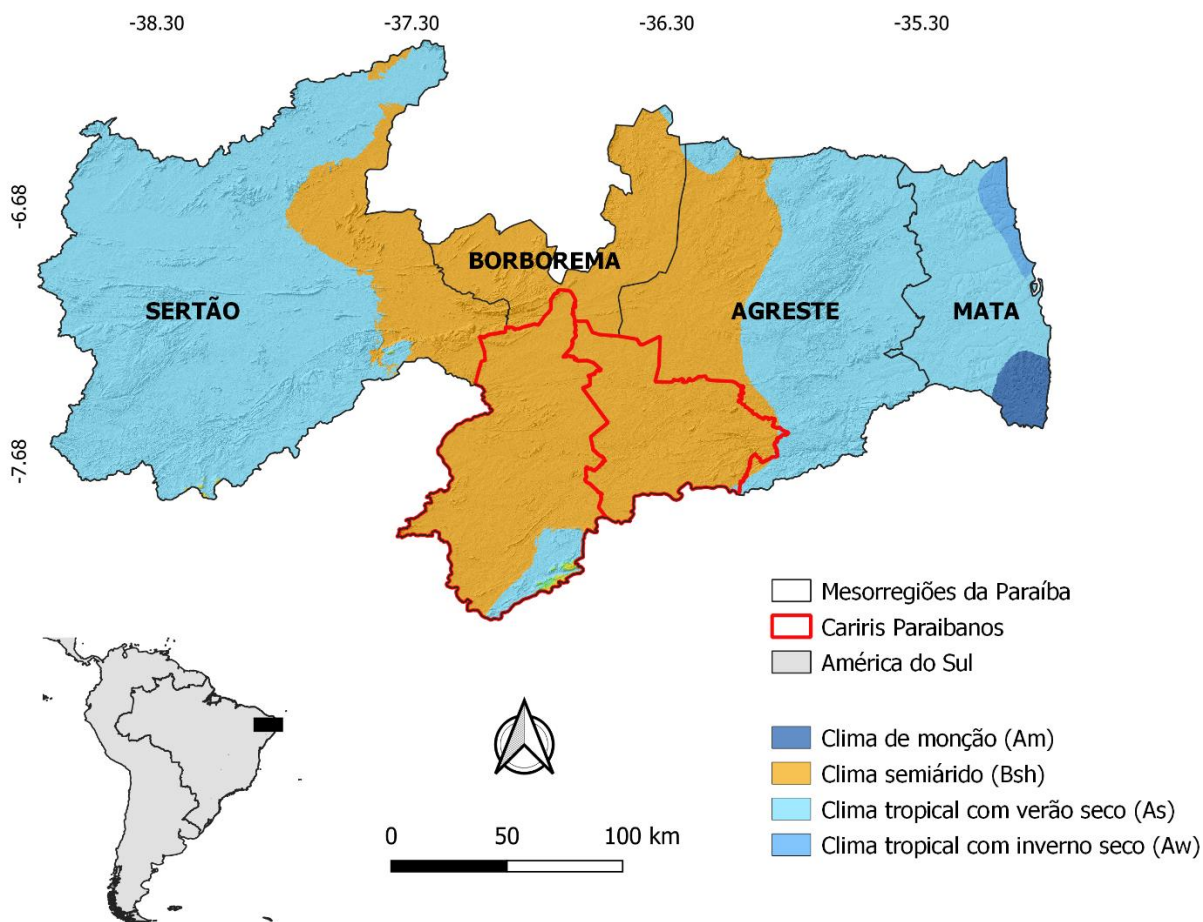 -38.30
-37.30
-36.30
-35.30
-6.68
-7.68
BORBOREMA
SERTÃO
AGRESTE
MATA
Mesorregiões da Paraíba
Cariris Paraibanos
América do Sul
Clima de monção (Am)
Clima semiárido (Bsh)
Clima tropical com verão seco (As)
Clima tropical com inverno seco (Aw)
0
50
100 km